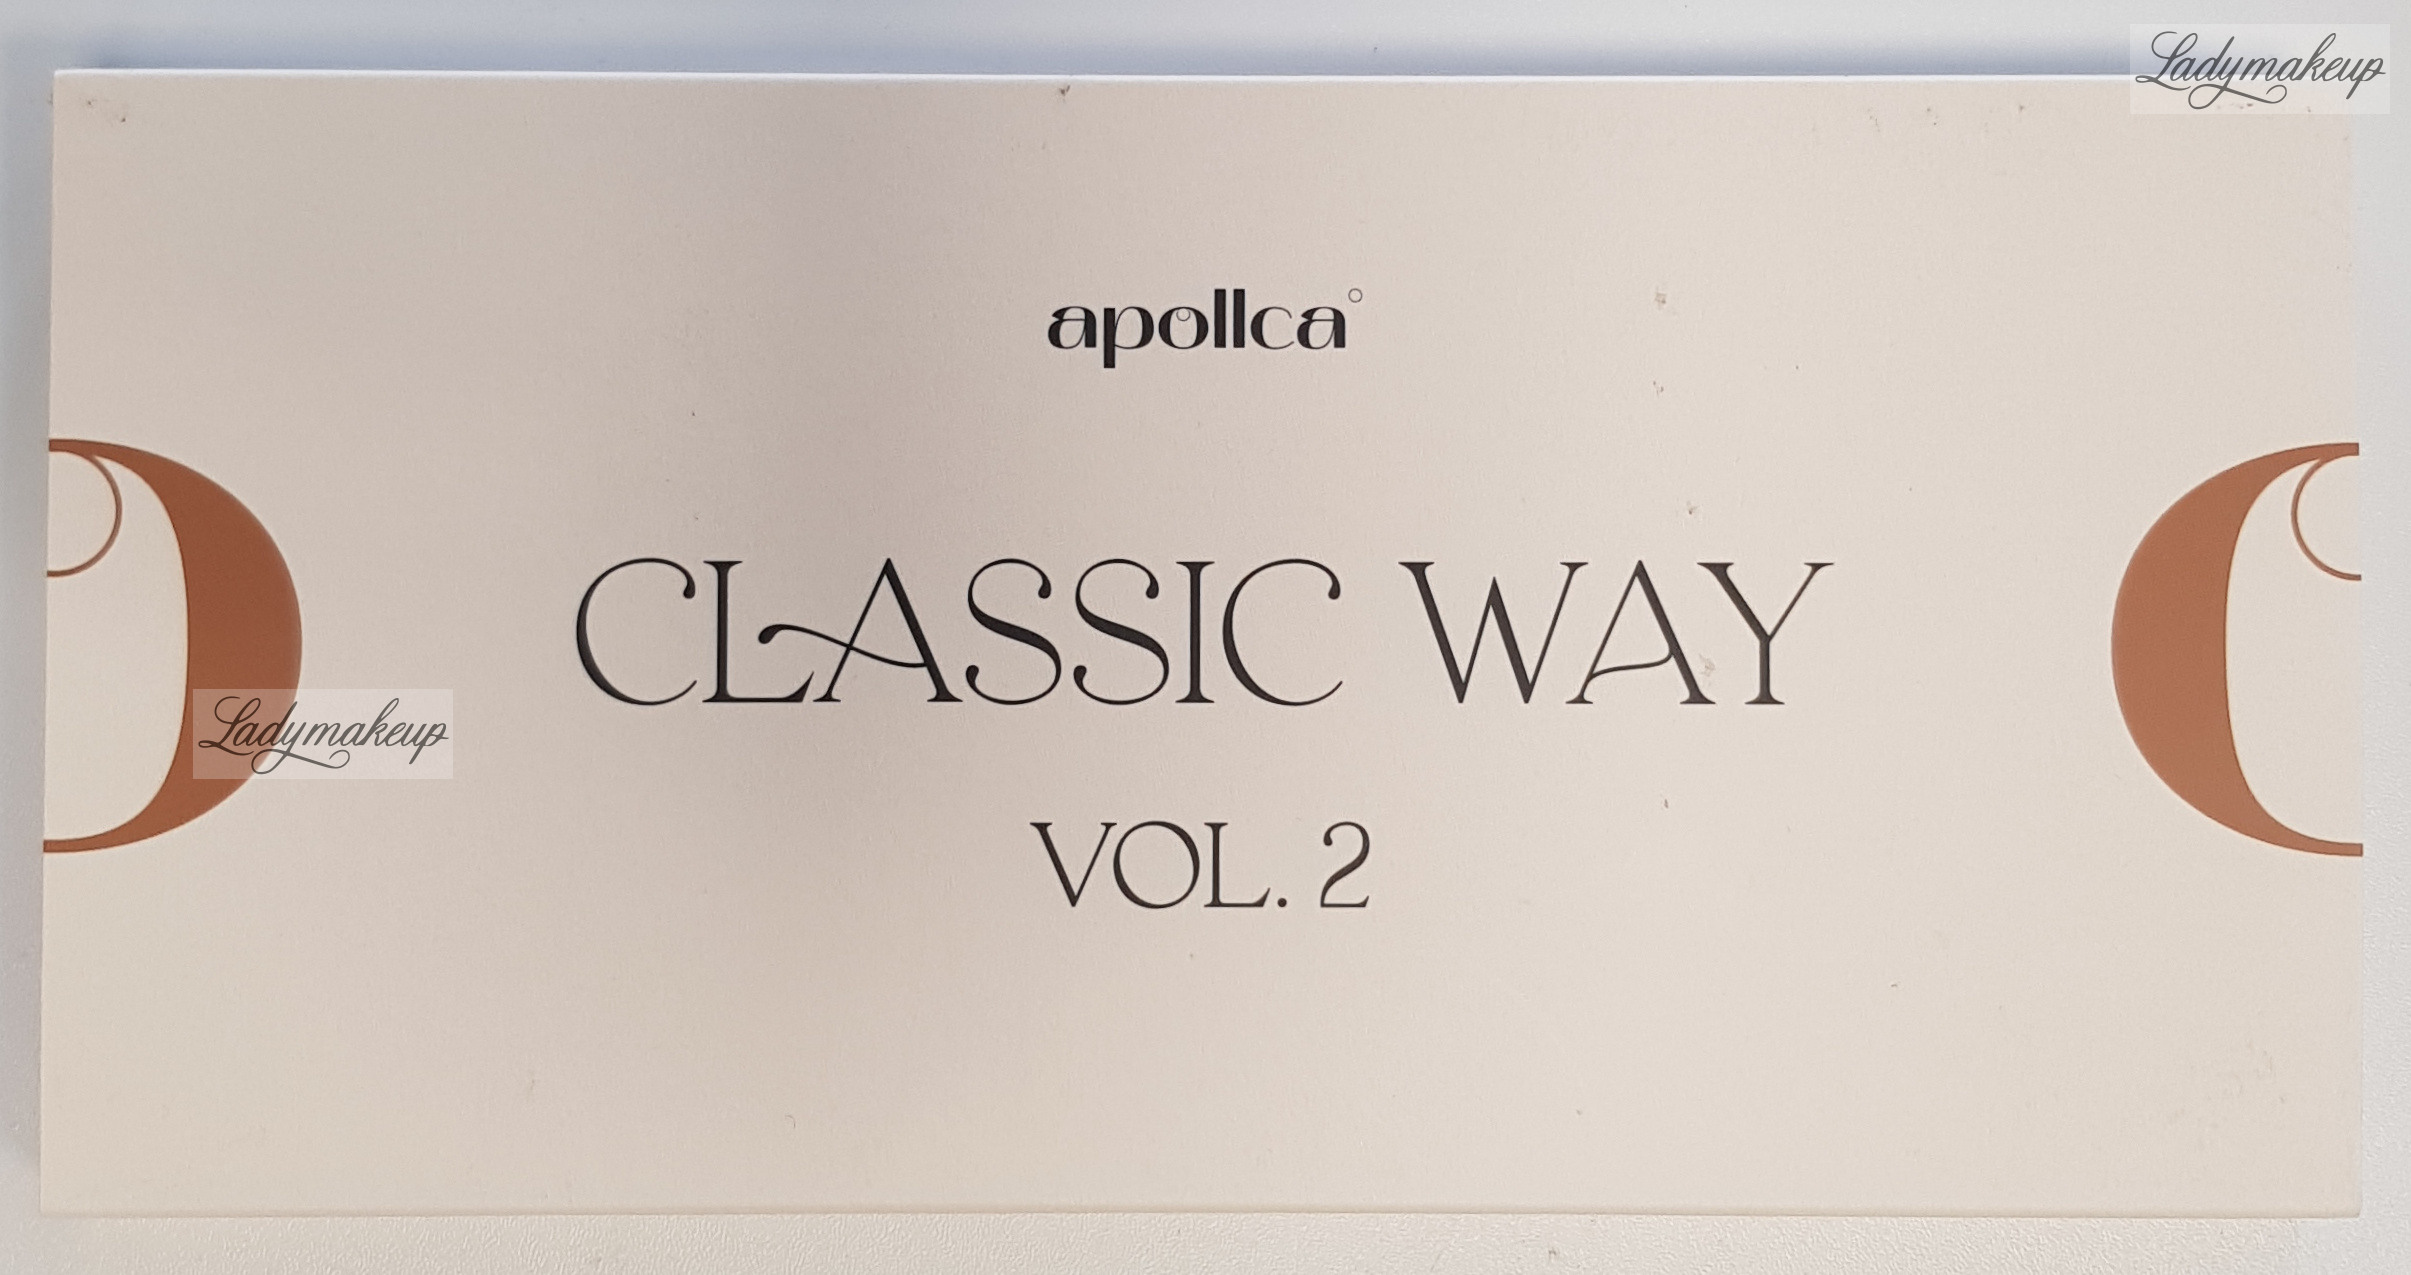 Ladymakeup
apollca°
CLASSIC WAY
Ladymakeup
VOL. 2